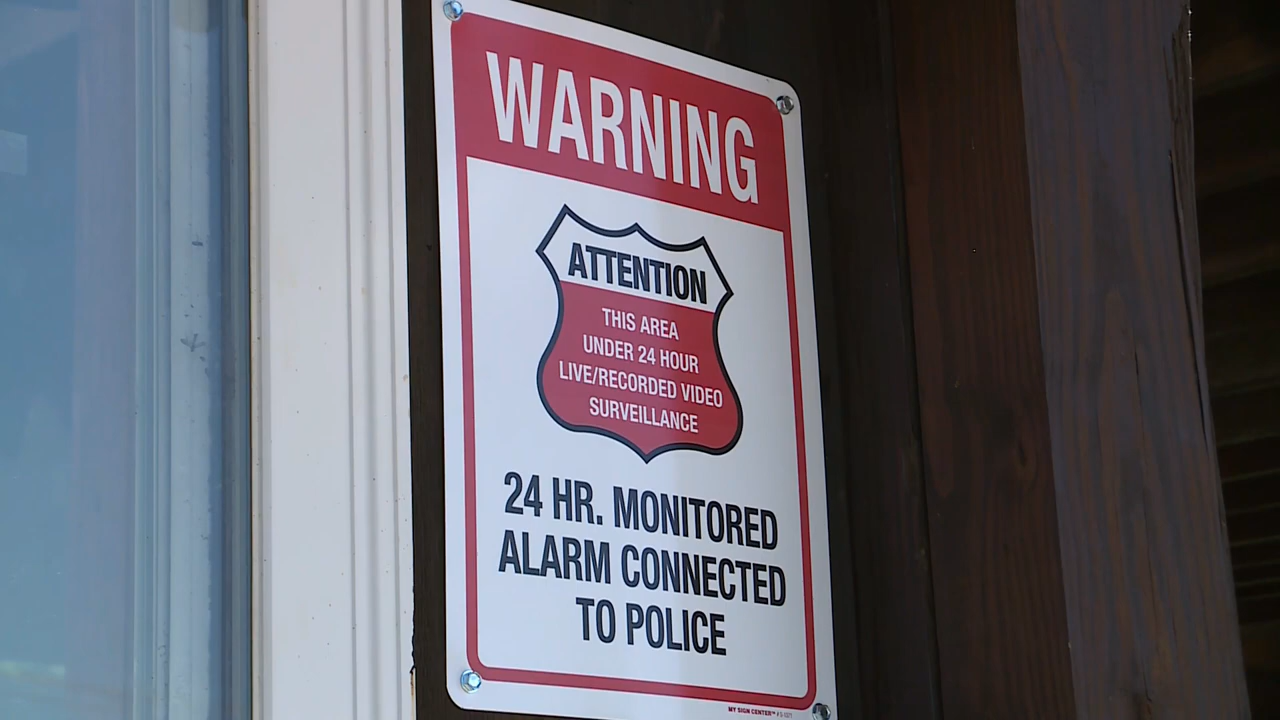 WARNING
ATTENTION
THIS AREA
UNDER 24 HOUR
LIVE/RECORDED VIDEO
SURVEILLANCE
24 HR. MONITORED
ALARM CONNECTED
TO POLICE
MY SIGN CENTER™